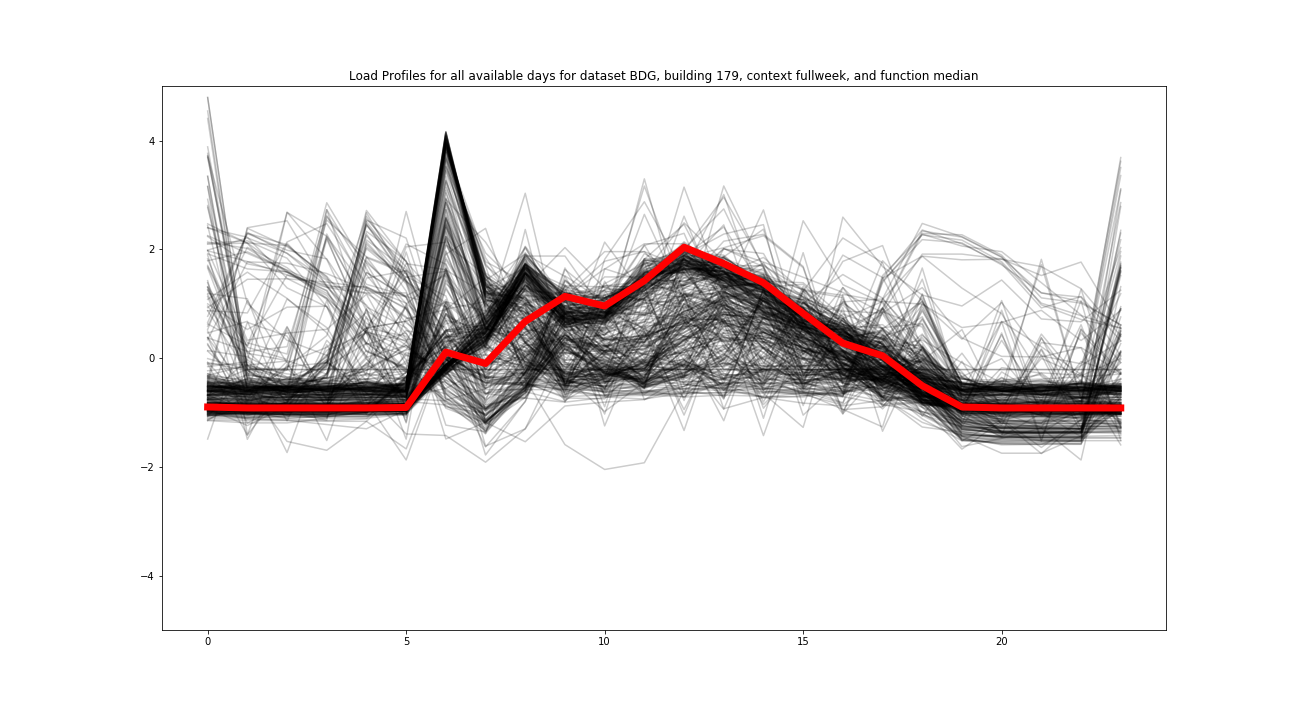 Load Profiles for all available days for dataset BDG, building 179, context fullweek, and function median
4
2
0
−2
−4
0 5 10 15 20